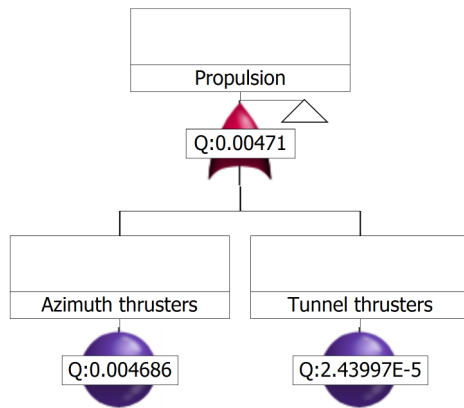 Propulsion
Q:0.00471
Azimuth thrusters
Tunnel thrusters
Q:0.004686
Q:2.43997E-5